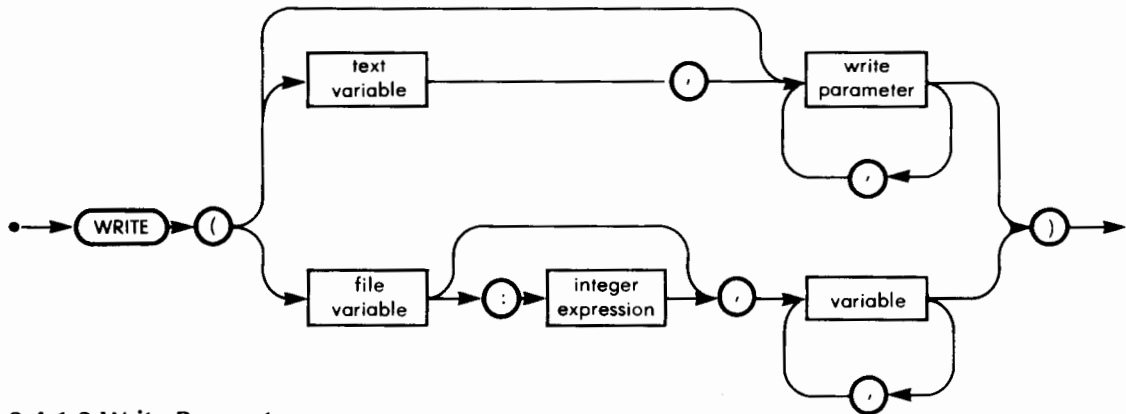 text
variable
,
write
parameter
,
WRITE
(
)
file
variable
:
integer
expression
,
variable
,